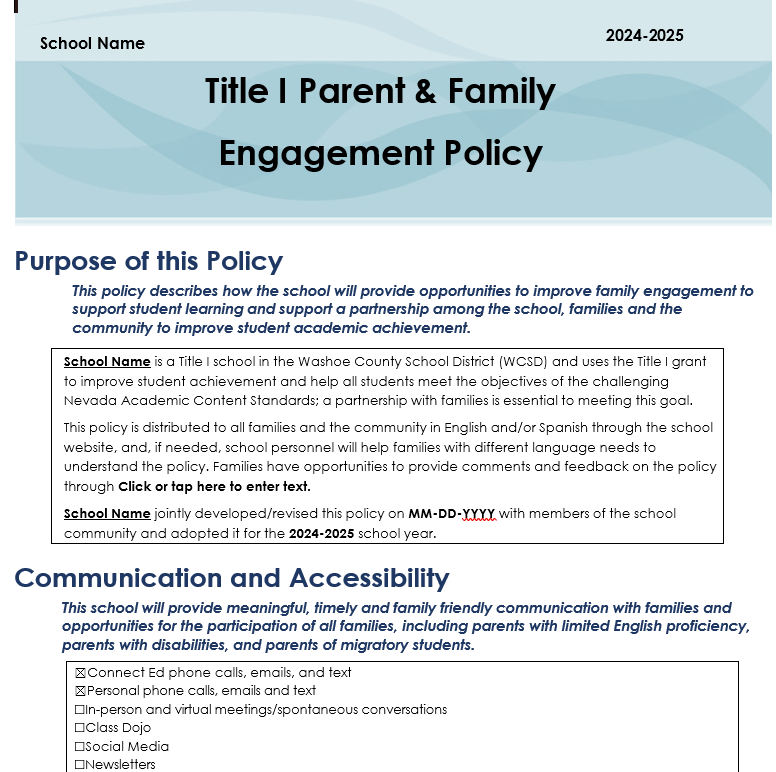 School Name
2024-2025
Title I Parent & Family
Engagement Policy
Purpose of this Policy
This policy describes how the school will provide opportunities to improve family engagement to
support student learning and support a partnership among the school, families and the
community to improve student academic achievement.
School Name is a Title I school in the Washoe County School District (WCSD) and uses the Title I grant
to improve student achievement and help all students meet the objectives of the challenging
Nevada Academic Content Standards; a partnership with families is essential to meeting this goal.
This policy is distributed to all families and the community in English and/or Spanish through the school
website, and, if needed, school personnel will help families with different language needs to
understand the policy. Families have opportunities to provide comments and feedback on the policy
through Click or tap here to enter text.
School Name jointly developed/revised this policy on MM-DD-YYYY with members of the school
community and adopted it for the 2024-2025 school year.
Communication and Accessibility
This school will provide meaningful, timely and family friendly communication with families and
opportunities for the participation of all families, including parents with limited English proficiency,
parents with disabilities, and parents of migratory students.
☒Connect Ed phone calls, emails, and text
☒Personal phone calls, emails and text
☐In-person and virtual meetings/spontaneous conversations
☐Class Dojo
☐Social Media
☐Newsletters